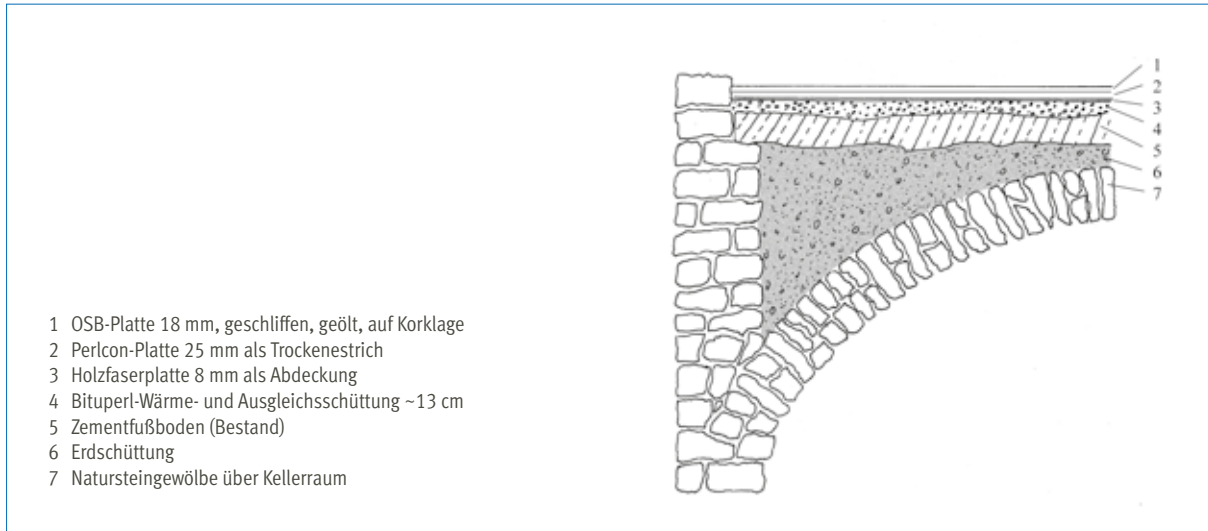 1
2
3
4
5
6
7
1 OSB-Platte 18 mm, geschliffen, geölt, auf Korklage
2 Perlcon-Platte 25 mm als Trockenestrich
3 Holzfaserplatte 8 mm als Abdeckung
4 Bituperl-Wärme- und Ausgleichsschüttung ~13 cm
5 Zementfußboden (Bestand)
6 Erdschüttung
7 Natursteingewölbe über Kellerraum